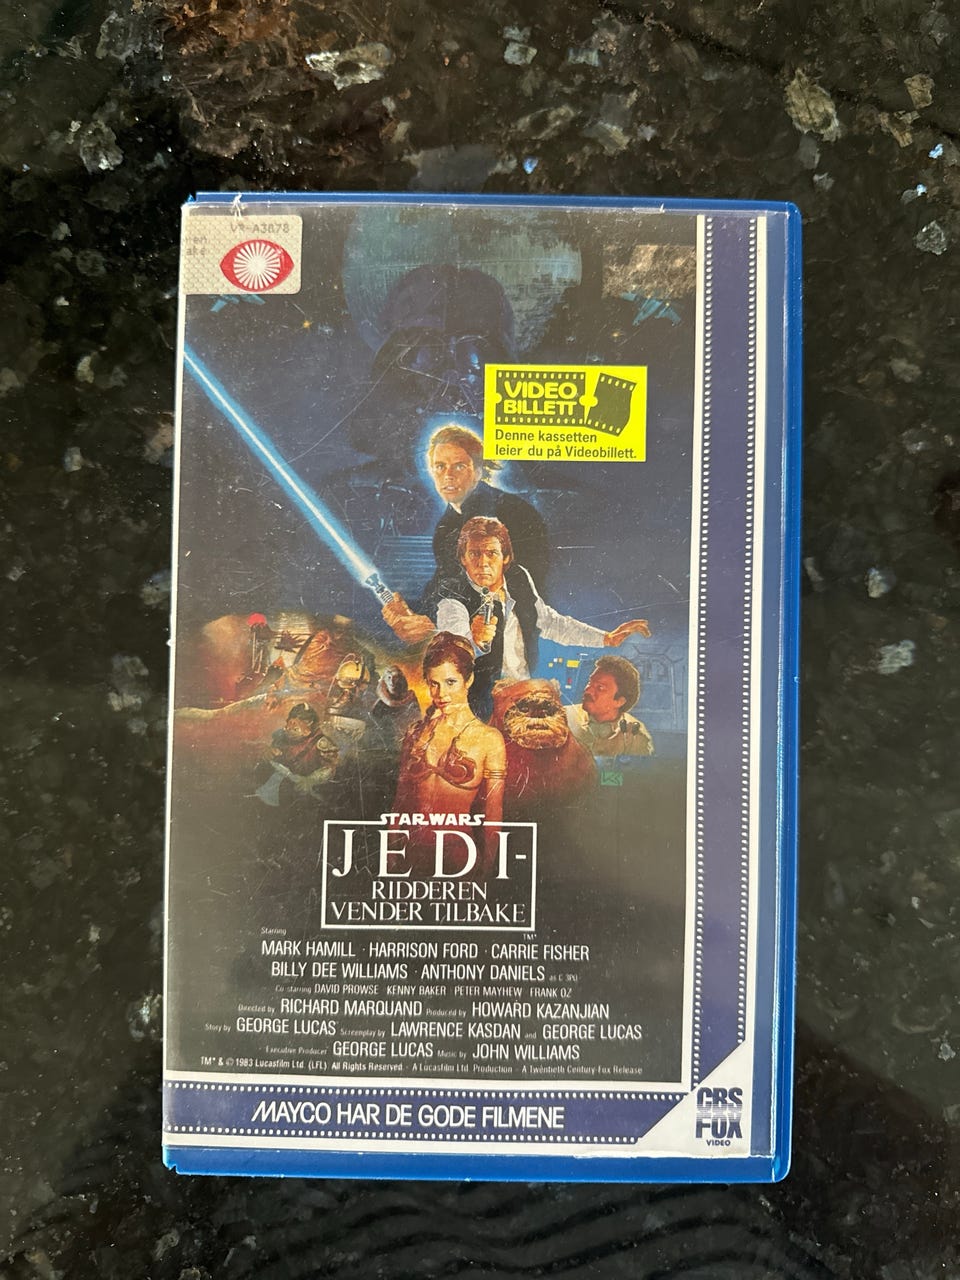 VR-A3878
VIDEO
BILLETT
Denne kassetten
leier du på Videobillett.
STAR WARS
JEDI-
RIDDEREN
VENDER TILBAKE
TM*
Starring
MARK HAMILL · HARRISON FORD · CARRIE FISHER
BILLY DEE WILLIAMS · ANTHONY DANIELS as C 3PO
Co starring DAVID PROWSE KENNY BAKER PETER MAYHEW FRANK OZ
Directed by RICHARD MARQUAND Produced by HOWARD KAZANJIAN
Story by GEORGE LUCAS Screenplay by LAWRENCE KASDAN and GEORGE LUCAS
Executive Producer GEORGE LUCAS Music by JOHN WILLIAMS
TM* & © 1983 Lucasfilm Ltd. (LFL) All Rights Reserved · A Lucasfilm Ltd. Production · A Twentieth Century-Fox Release
MAYCO HAR DE GODE FILMENE
CBS
FOX
VIDEO